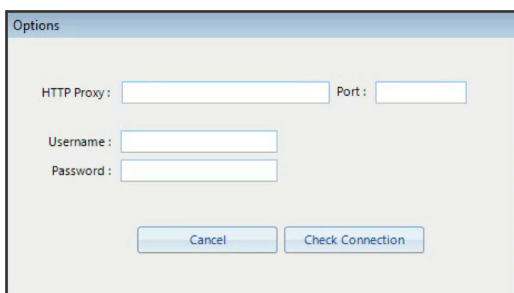 Options
HTTP Proxy : Port :
Username :
Password :
Cancel Check Connection